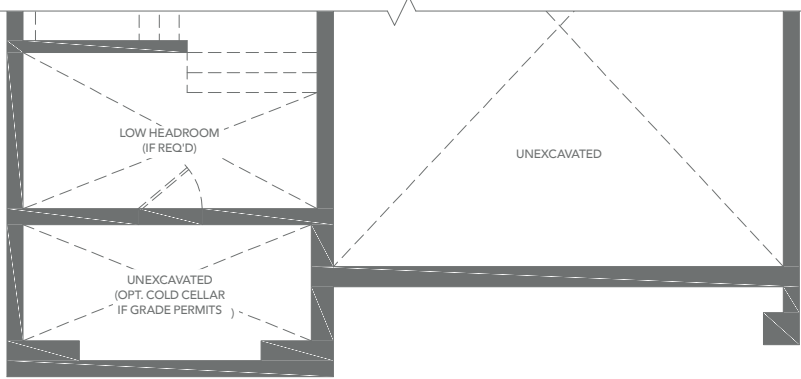 LOW HEADROOM
(IF REQ'D)
UNEXCAVATED
UNEXCAVATED
(OPT. COLD CELLAR
IF GRADE PERMITS )